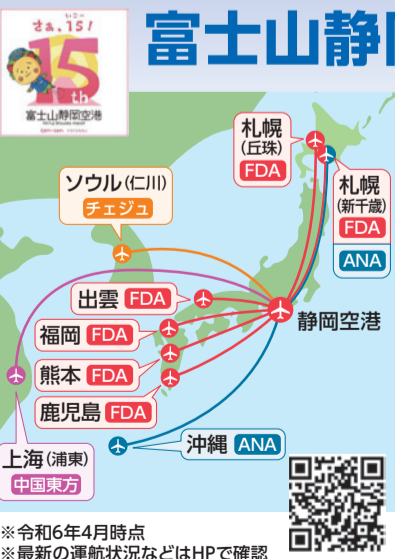 さぁ、15!
いこー
15th
富士山静岡空港
富士山静岡
札幌
(丘珠)
FDA
札幌
(新千歳)
FDA
ANA
ソウル(仁川)
チェジュ
出雲 FDA
静岡空港
福岡 FDA
熊本 FDA
鹿児島 FDA
沖縄 ANA
上海(浦東)
中国東方
※令和6年4月時点
※最新の運航状況などはHPで確認